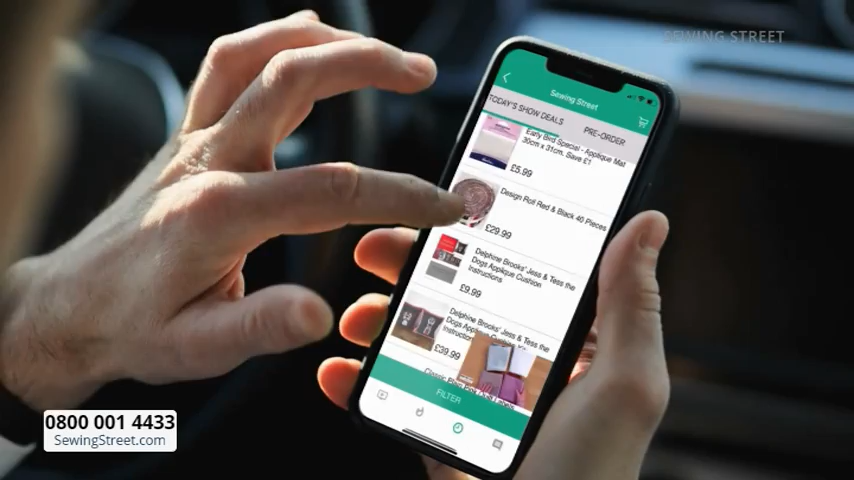 SEWING STREET
Sewing Street
TODAY'S SHOW DEALS
PRE-ORDER
Early Bird Special - Applique Mat
30cm x 31cm. Save £1
£5.99
Design Roll Red & Black 40 Pieces
£29.99
Delphine Brooks' Jess & Tess the
Dogs Applique Cushion
Instructions
£9.99
Delphine Brooks' Jess & Tess the
Dogs
£39.99
FILTER
0800 001 4433
SewingStreet.com